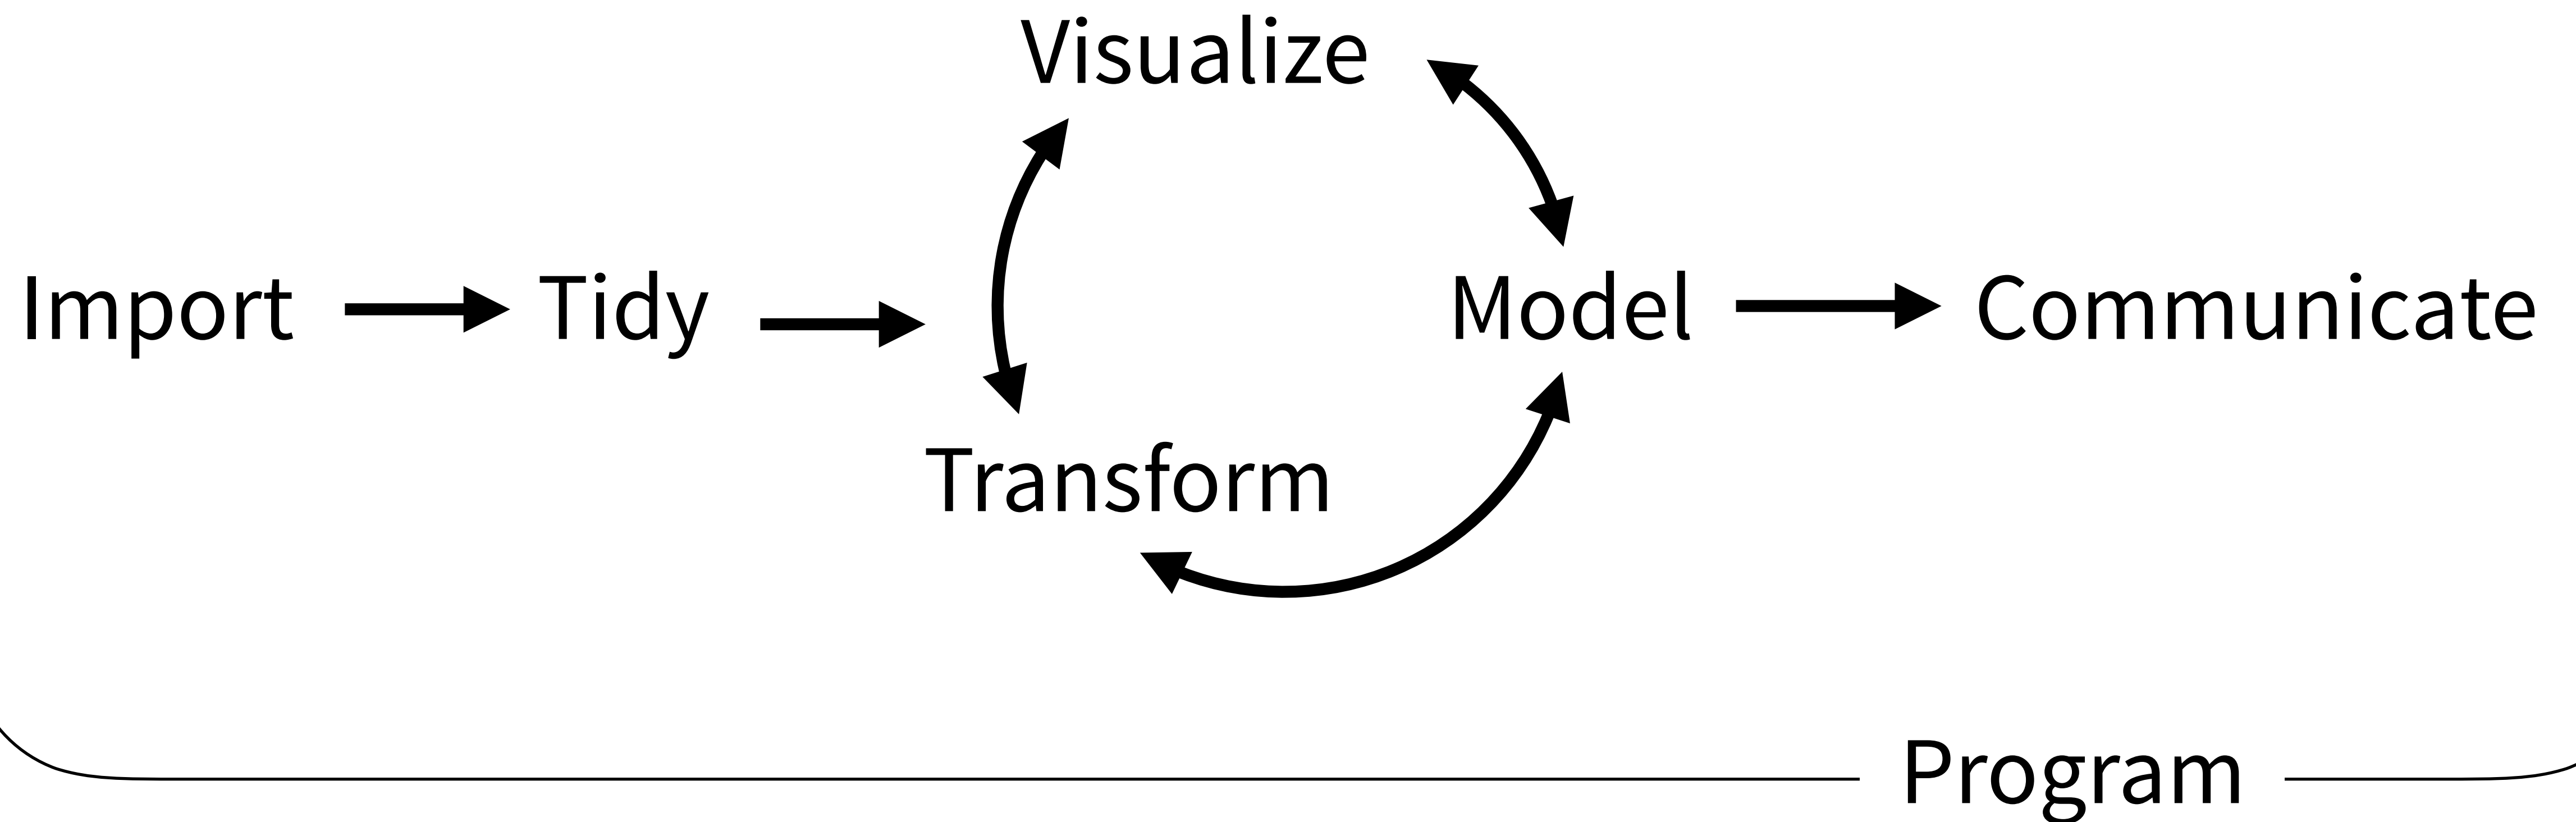 Visualize
Import
Tidy
Model
Communicate
Transform
Program